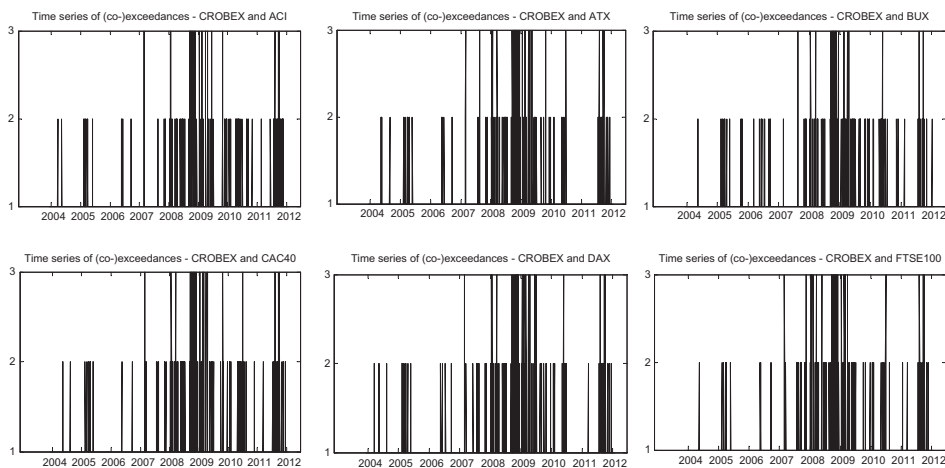 Time series of (co-)exceedances - CROBEX and ACI
3
2
1
2004 2005 2006 2007 2008 2009 2010 2011 2012
Time series of (co-)exceedances - CROBEX and ATX
3
2
1
2004 2005 2006 2007 2008 2009 2010 2011 2012
Time series of (co-)exceedances - CROBEX and BUX
3
2
1
2004 2005 2006 2007 2008 2009 2010 2011 2012
Time series of (co-)exceedances - CROBEX and CAC40
3
2
1
2004 2005 2006 2007 2008 2009 2010 2011 2012
Time series of (co-)exceedances - CROBEX and DAX
3
2
1
2004 2005 2006 2007 2008 2009 2010 2011 2012
Time series of (co-)exceedances - CROBEX and FTSE100
3
2
1
2004 2005 2006 2007 2008 2009 2010 2011 2012